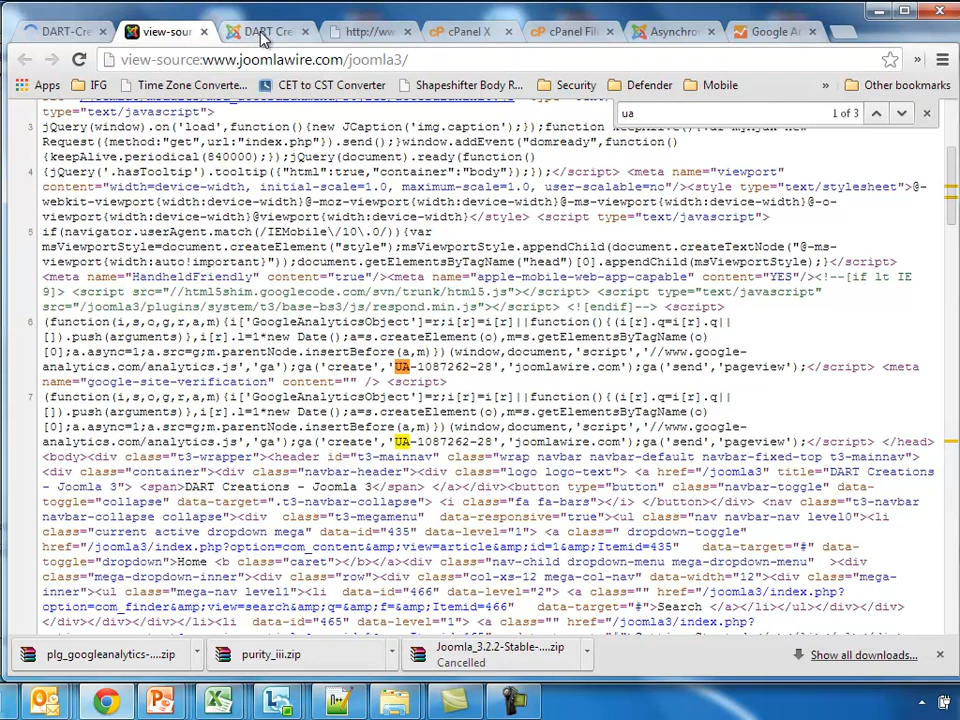 DART-Cre
view-sour
DART Cre
http://ww
cPanel X
cPanel File
Asynchro
Google An
view-source:www.joomlawire.com/joomla3/
Apps
IFG
Time Zone Converte...
CET to CST Converter
Shapeshifter Body R...
Security
Defender
Mobile
»
Other bookmarks
ua
1 of 3
type="text/javascript">
3 jQuery(window).on('load',function(){new JCaption('img.caption');});function
Request({method:"get",url:"index.php"}).send();}window.addEvent("domready",function()
{keepAlive.periodical(840000);});jQuery(document).ready(function()
4 {jQuery('.hasTooltip').tooltip({"html":true,"container":"body"});});</script> <meta name="viewport"
content="width=device-width, initial-scale=1.0, maximum-scale=1.0, user-scalable=no"/><style type="text/stylesheet">@-
webkit-viewport{width:device-width}@-moz-viewport{width:device-width}@-ms-viewport{width:device-width}@-o-
viewport{width:device-width}@viewport{width:device-width}</style> <script type="text/javascript">
5 if(navigator.userAgent.match(/IEMobile\/10\.0/)){var
msViewportStyle=document.createElement("style");msViewportStyle.appendChild(document.createTextNode("@-ms-
viewport{width:auto!important}"));document.getElementsByTagName("head")[0].appendChild(msViewportStyle);}</script>
<meta name="HandheldFriendly" content="true"/><meta name="apple-mobile-web-app-capable" content="YES"/><!--[if lt IE
9]> <script src="//html5shim.googlecode.com/svn/trunk/html5.js"></script> <script type="text/javascript"
src="/joomla3/plugins/system/t3/base-bs3/js/respond.min.js"></script> <![endif]--> <script>
6 (function(i,s,o,g,r,a,m){i['GoogleAnalyticsObject']=r;i[r]=i[r]||function(){(i[r].q=i[r].q||
[]).push(arguments)},i[r].l=1*new Date();a=s.createElement(o),m=s.getElementsByTagName(o)
[0];a.async=1;a.src=g;m.parentNode.insertBefore(a,m)})(window,document,'script','//www.google-
analytics.com/analytics.js','ga');ga('create','UA-1087262-28','joomlawire.com');ga('send','pageview');</script> <meta
name="google-site-verification" content="" /> <script>
7 (function(i,s,o,g,r,a,m){i['GoogleAnalyticsObject']=r;i[r]=i[r]||function(){(i[r].q=i[r].q||
[]).push(arguments)},i[r].l=1*new Date();a=s.createElement(o),m=s.getElementsByTagName(o)
[0];a.async=1;a.src=g;m.parentNode.insertBefore(a,m)})(window,document,'script','//www.google-
analytics.com/analytics.js','ga');ga('create','UA-1087262-28','joomlawire.com');ga('send','pageview');</script> </head>
<body><div class="t3-wrapper"><header id="t3-mainnav" class="wrap navbar navbar-default navbar-fixed-top t3-mainnav">
<div class="container"><div class="navbar-header"><div class="logo logo-text"> <a href="/joomla3" title="DART Creations
- Joomla 3"> <span>DART Creations - Joomla 3</span> </a></div><button type="button" class="navbar-toggle" data-
toggle="collapse" data-target=".t3-navbar-collapse"> <i class="fa fa-bars"></i> </button></div> <nav class="t3-navbar
navbar-collapse collapse"><div  class="t3-megamenu"  data-responsive="true"><ul class="nav navbar-nav level0"><li
class="current active dropdown mega" data-id="435" data-level="1"> <a class=" dropdown-toggle"
href="/joomla3/index.php?option=com_content&amp;view=article&amp;id=1&amp;Itemid=435"   data-target="#" data-
toggle="dropdown">Home <b class="caret"></b></a><div class="nav-child dropdown-menu mega-dropdown-menu"  ><div
class="mega-dropdown-inner"><div class="row"><div class="col-xs-12 mega-col-nav" data-width="12"><div class="mega-
inner"><ul class="mega-nav level1"><li data-id="466" data-level="2"> <a class="" href="/joomla3/index.php?
option=com_finder&amp;view=search&amp;q=&amp;f=&amp;Itemid=466"   data-target="#">Search </a></li></ul></div></div>
</div></div></div></li><li data-id="465" data-level="1"> <a class="" href="/joomla3/index.php?
plg_googleanalytics-....zip
purity_iii.zip
Joomla_3.2.2-Stable-....zip
Cancelled
Show all downloads...